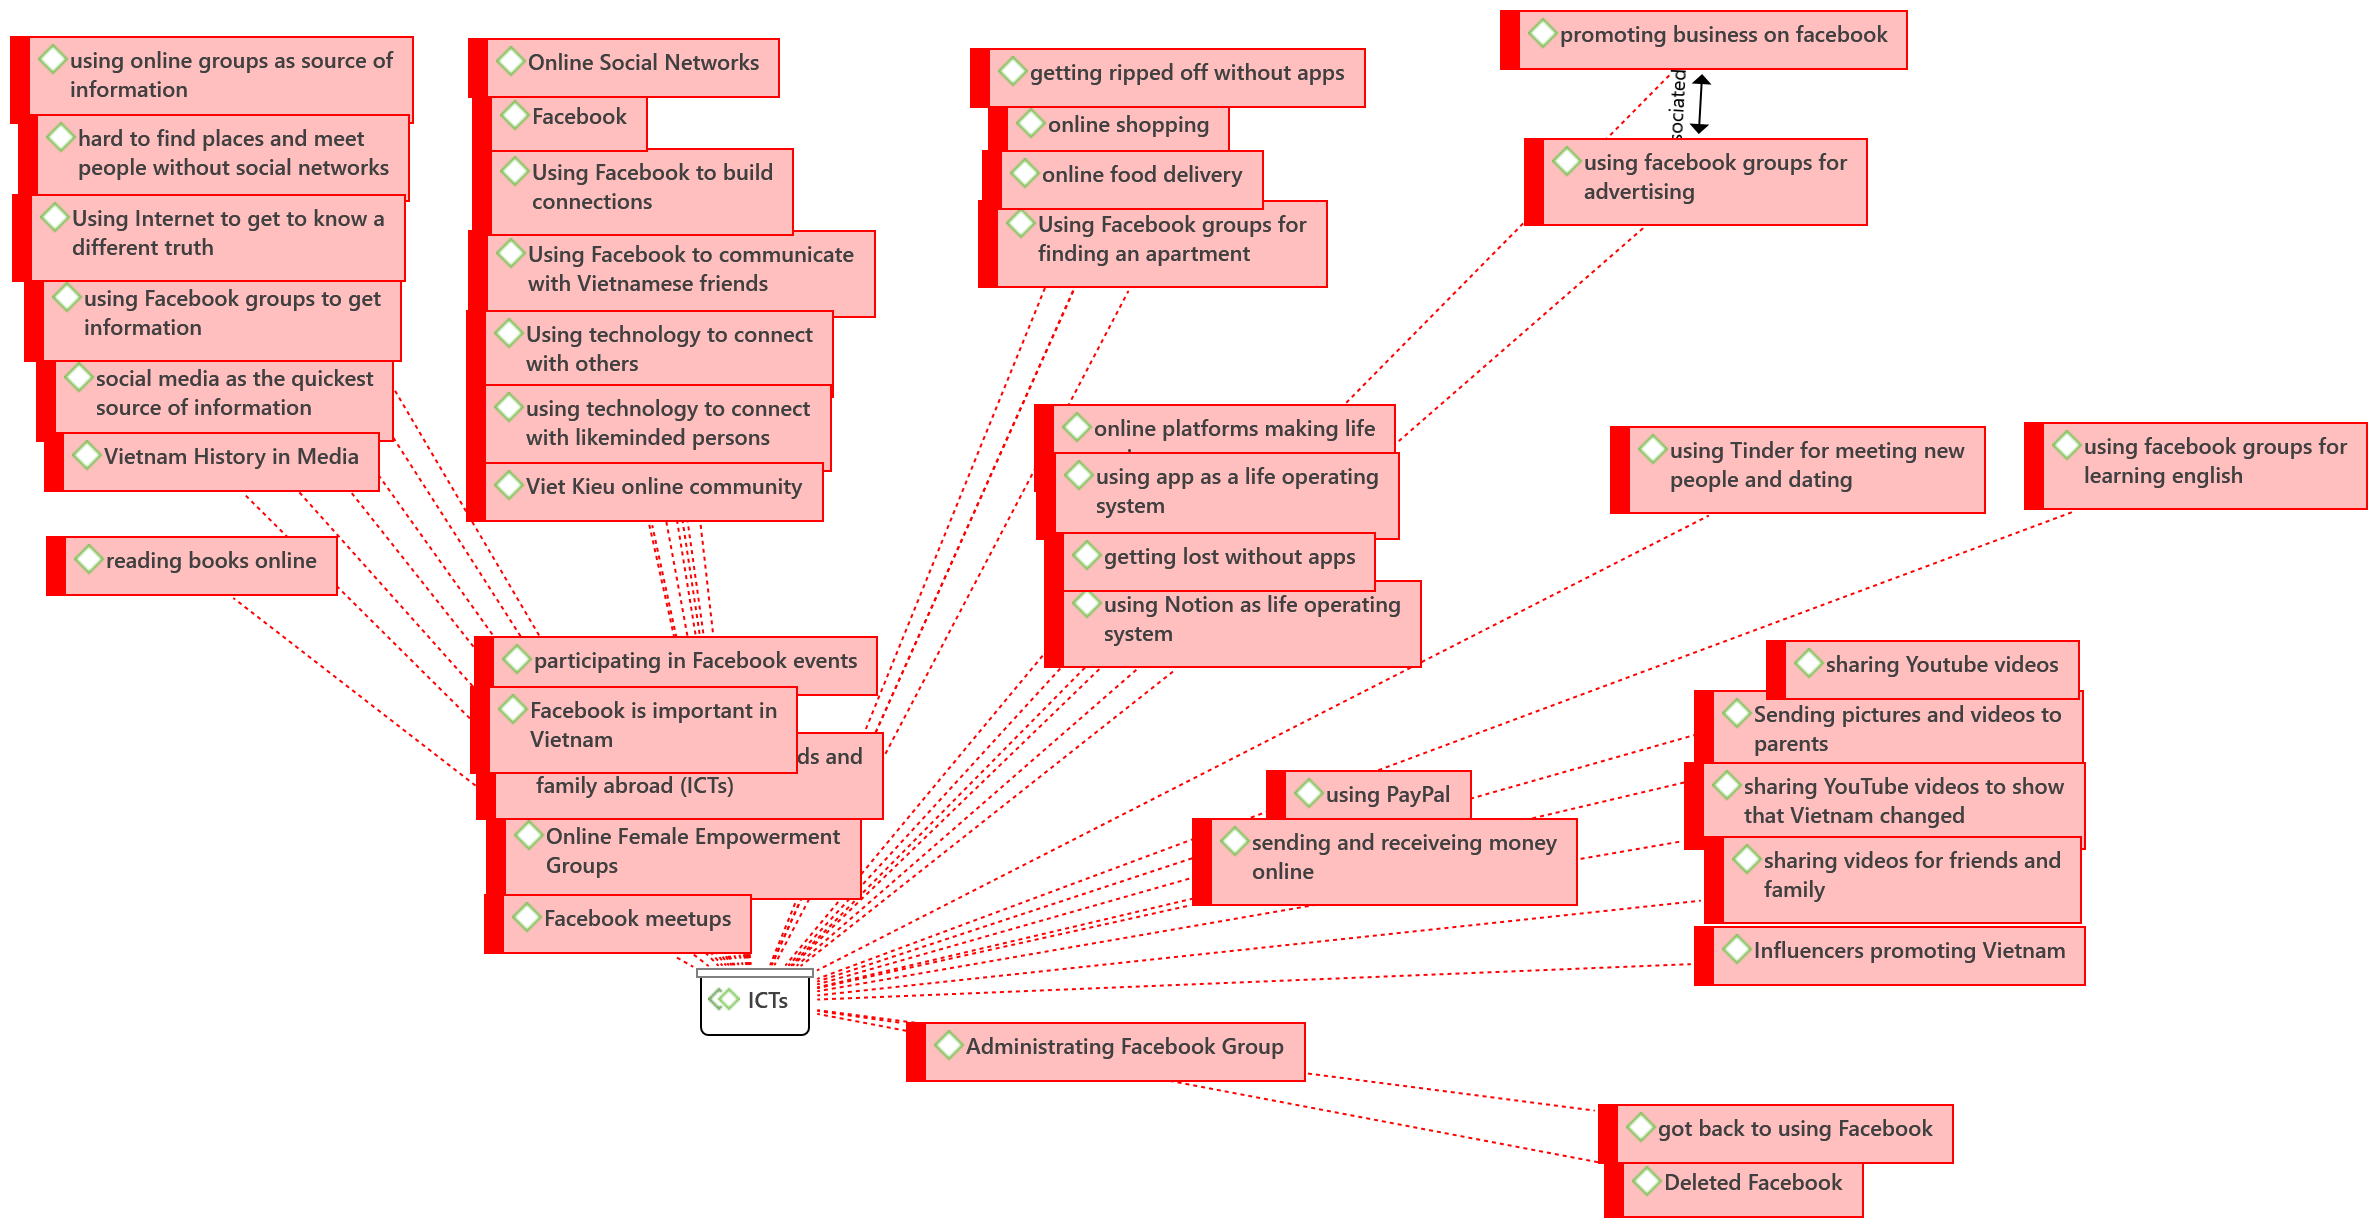 using online groups as source of
information
hard to find places and meet
people without social networks
Using Internet to get to know a
different truth
using Facebook groups to get
information
social media as the quickest
source of information
Vietnam History in Media
reading books online
Online Social Networks
Facebook
Using Facebook to build
connections
Using Facebook to communicate
with Vietnamese friends
Using technology to connect
with others
using technology to connect
with likeminded persons
Viet Kieu online community
participating in Facebook events
Facebook is important in
Vietnam
ds and
family abroad (ICTs)
Online Female Empowerment
Groups
Facebook meetups
ICTs
getting ripped off without apps
online shopping
online food delivery
Using Facebook groups for
finding an apartment
online platforms making life
using app as a life operating
system
getting lost without apps
using Notion as life operating
system
promoting business on facebook
sociated
using facebook groups for
advertising
using Tinder for meeting new
people and dating
using facebook groups for
learning english
using PayPal
sending and receiveing money
online
sharing Youtube videos
Sending pictures and videos to
parents
sharing YouTube videos to show
that Vietnam changed
sharing videos for friends and
family
Influencers promoting Vietnam
Administrating Facebook Group
got back to using Facebook
Deleted Facebook